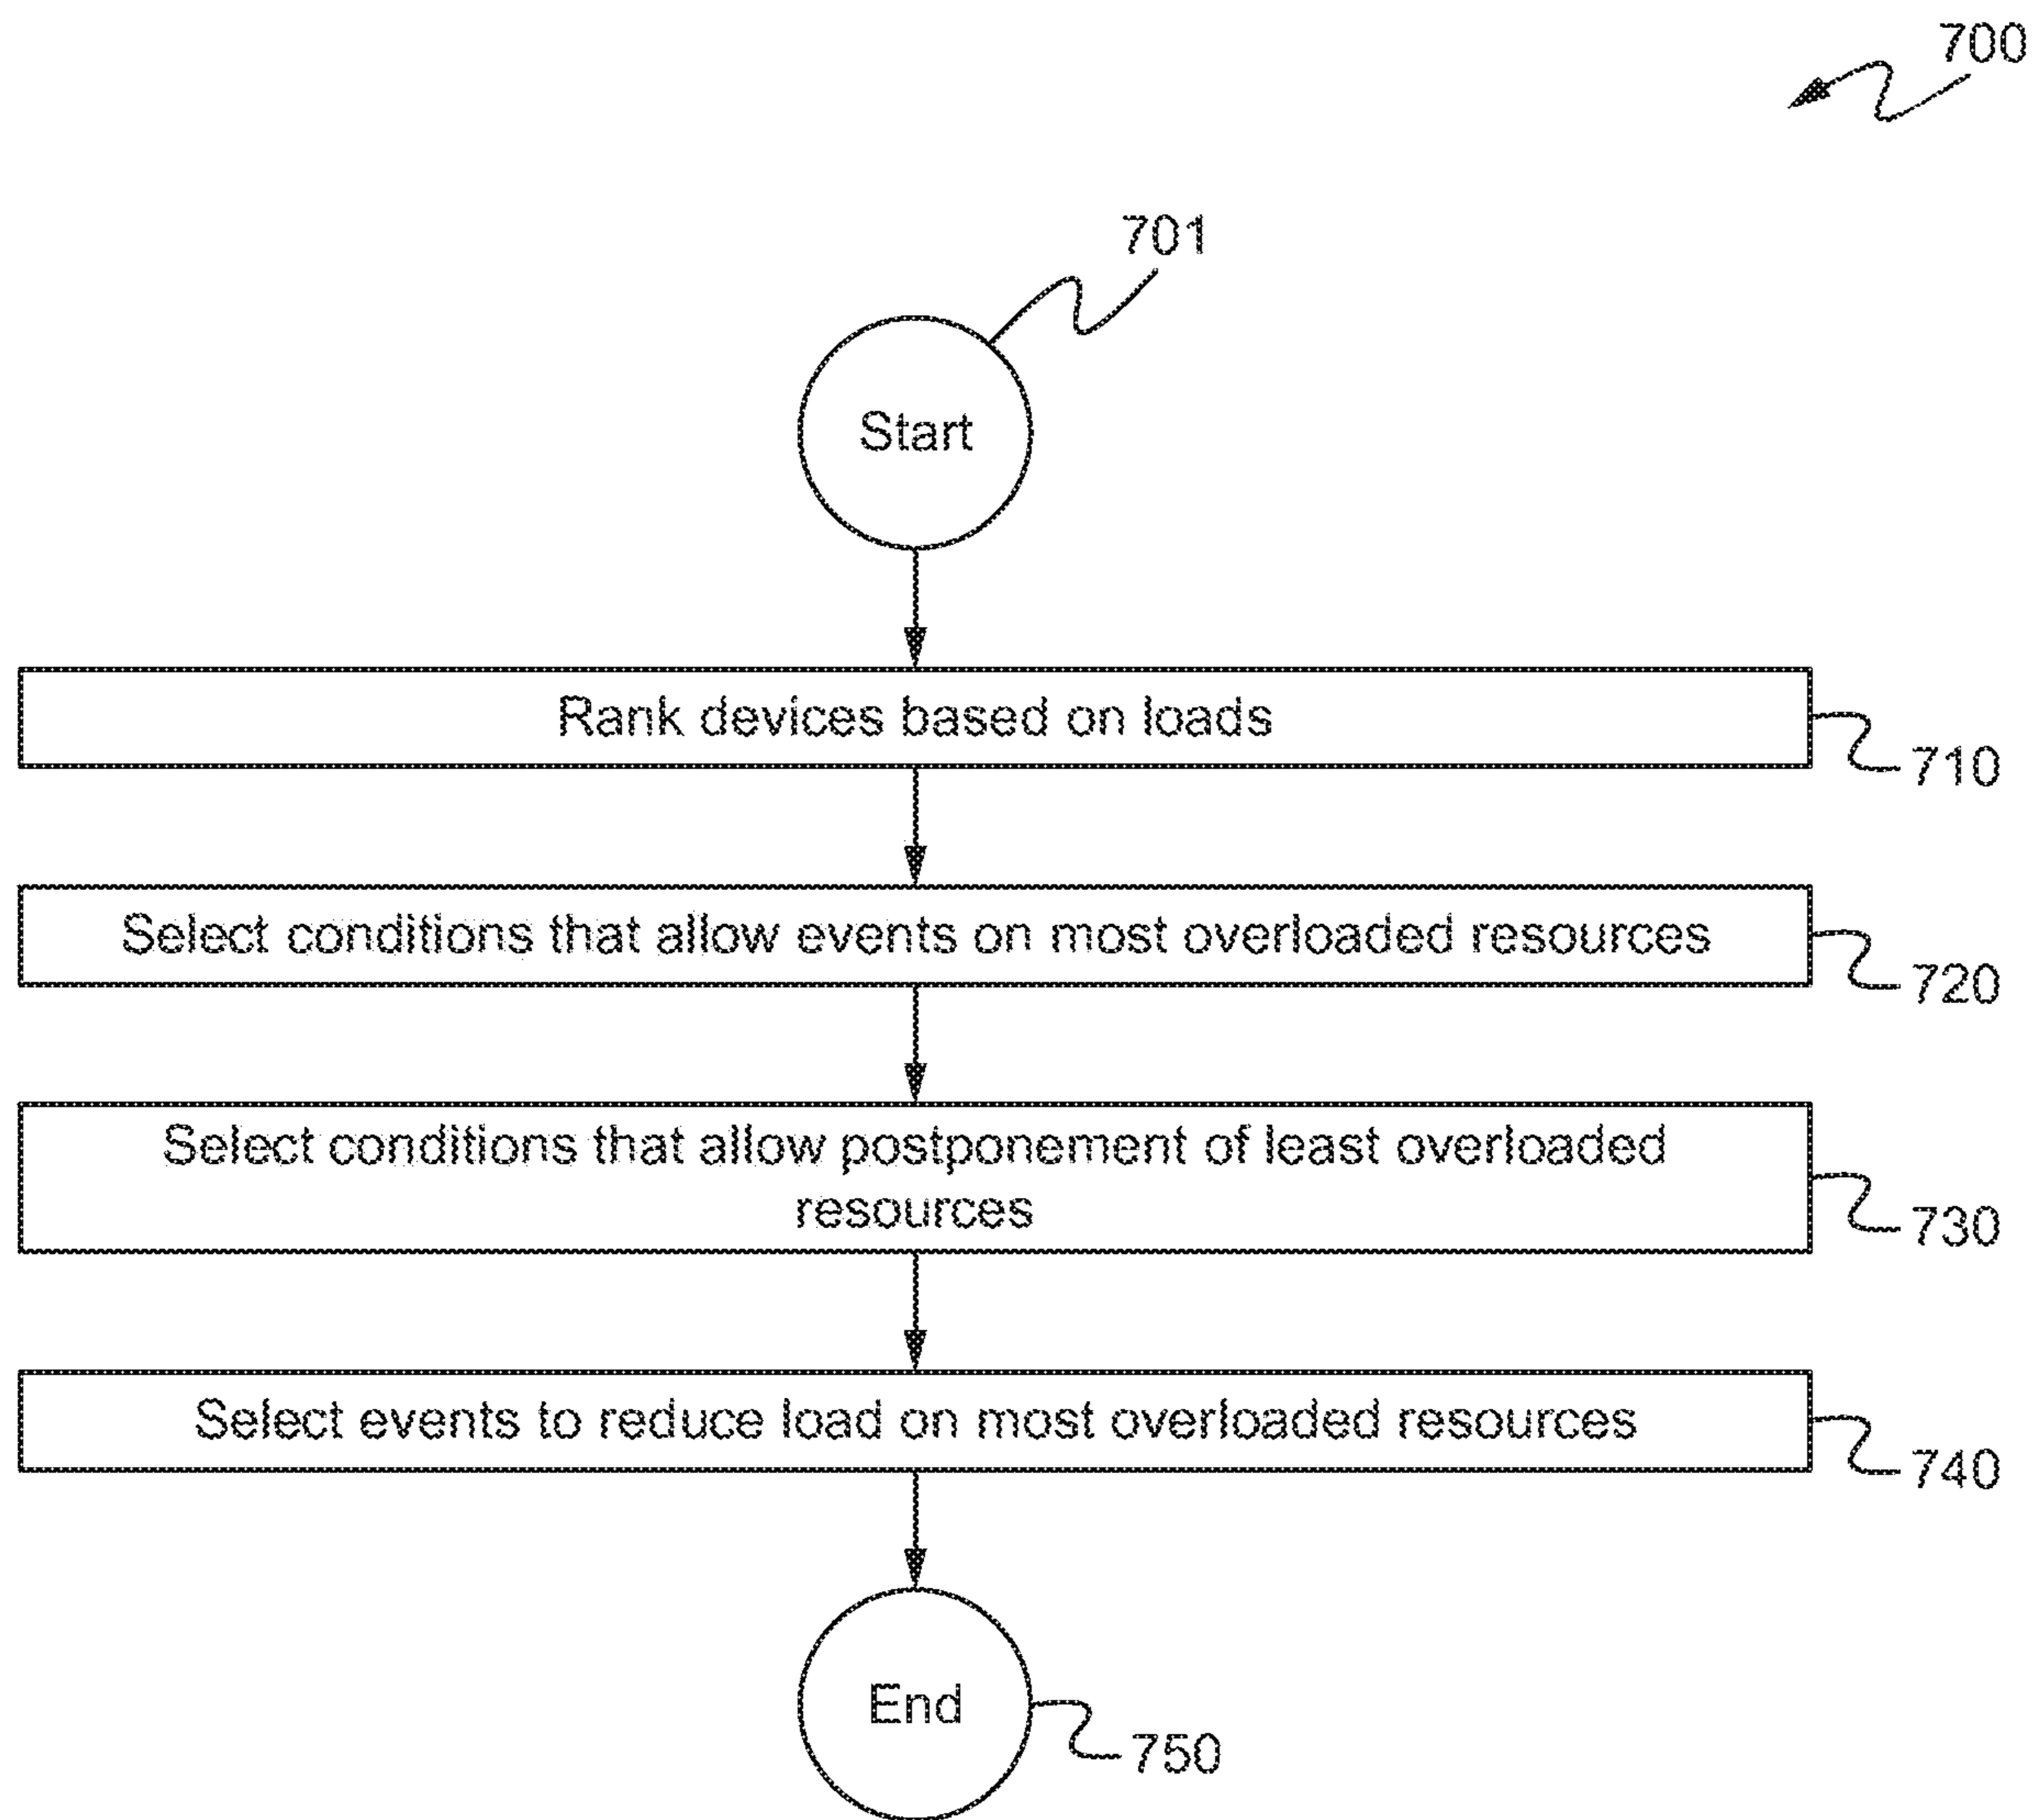 700
701
Start
Rank devices based on loads
710
Select conditions that allow events on most overloaded resources
720
Select conditions that allow postponement of least overloaded
resources
730
Select events to reduce load on most overloaded resources
740
End
750